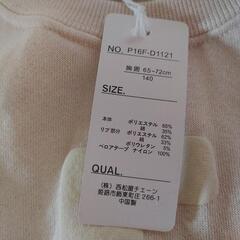 NO. P16F-D1121
胸囲 65~72cm
140
SIZE.
本体 ポリエステル 65%
綿 35%
リブ部分 ポリエステル 62%
綿 33%
ポリウレタン 5%
ベロアテープ ナイロン 100%
QUAL.
(株)西松屋チェーン
姫路市飾東町庄266-1
中国製